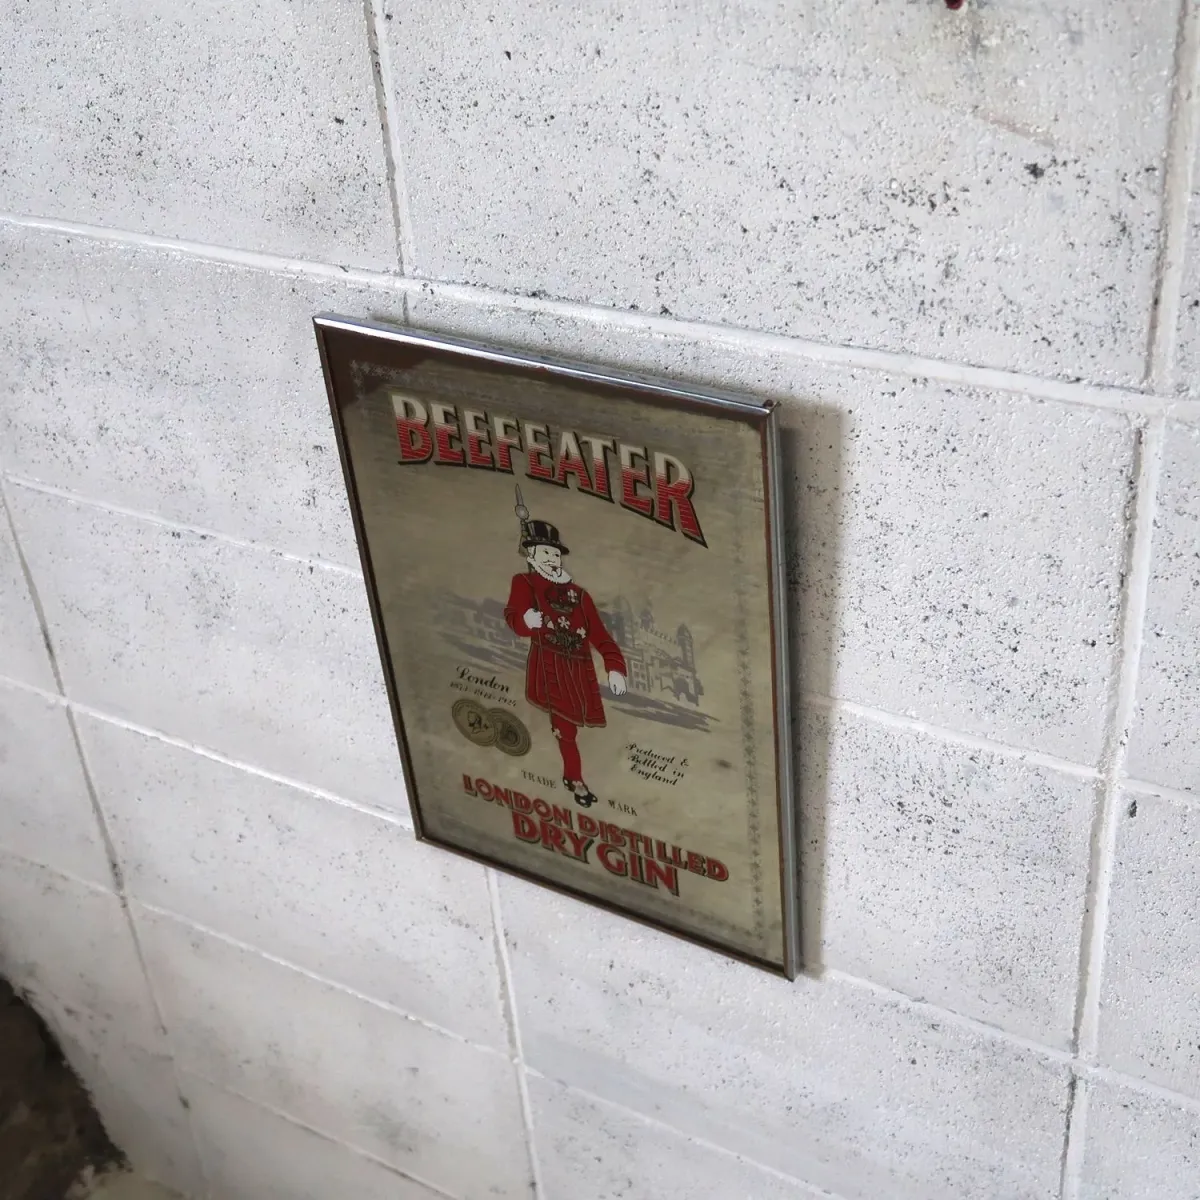 BEEFEATER
London
Produced &
Bottled in
England
TRADE MARK
LONDON DISTILLED
DRY GIN